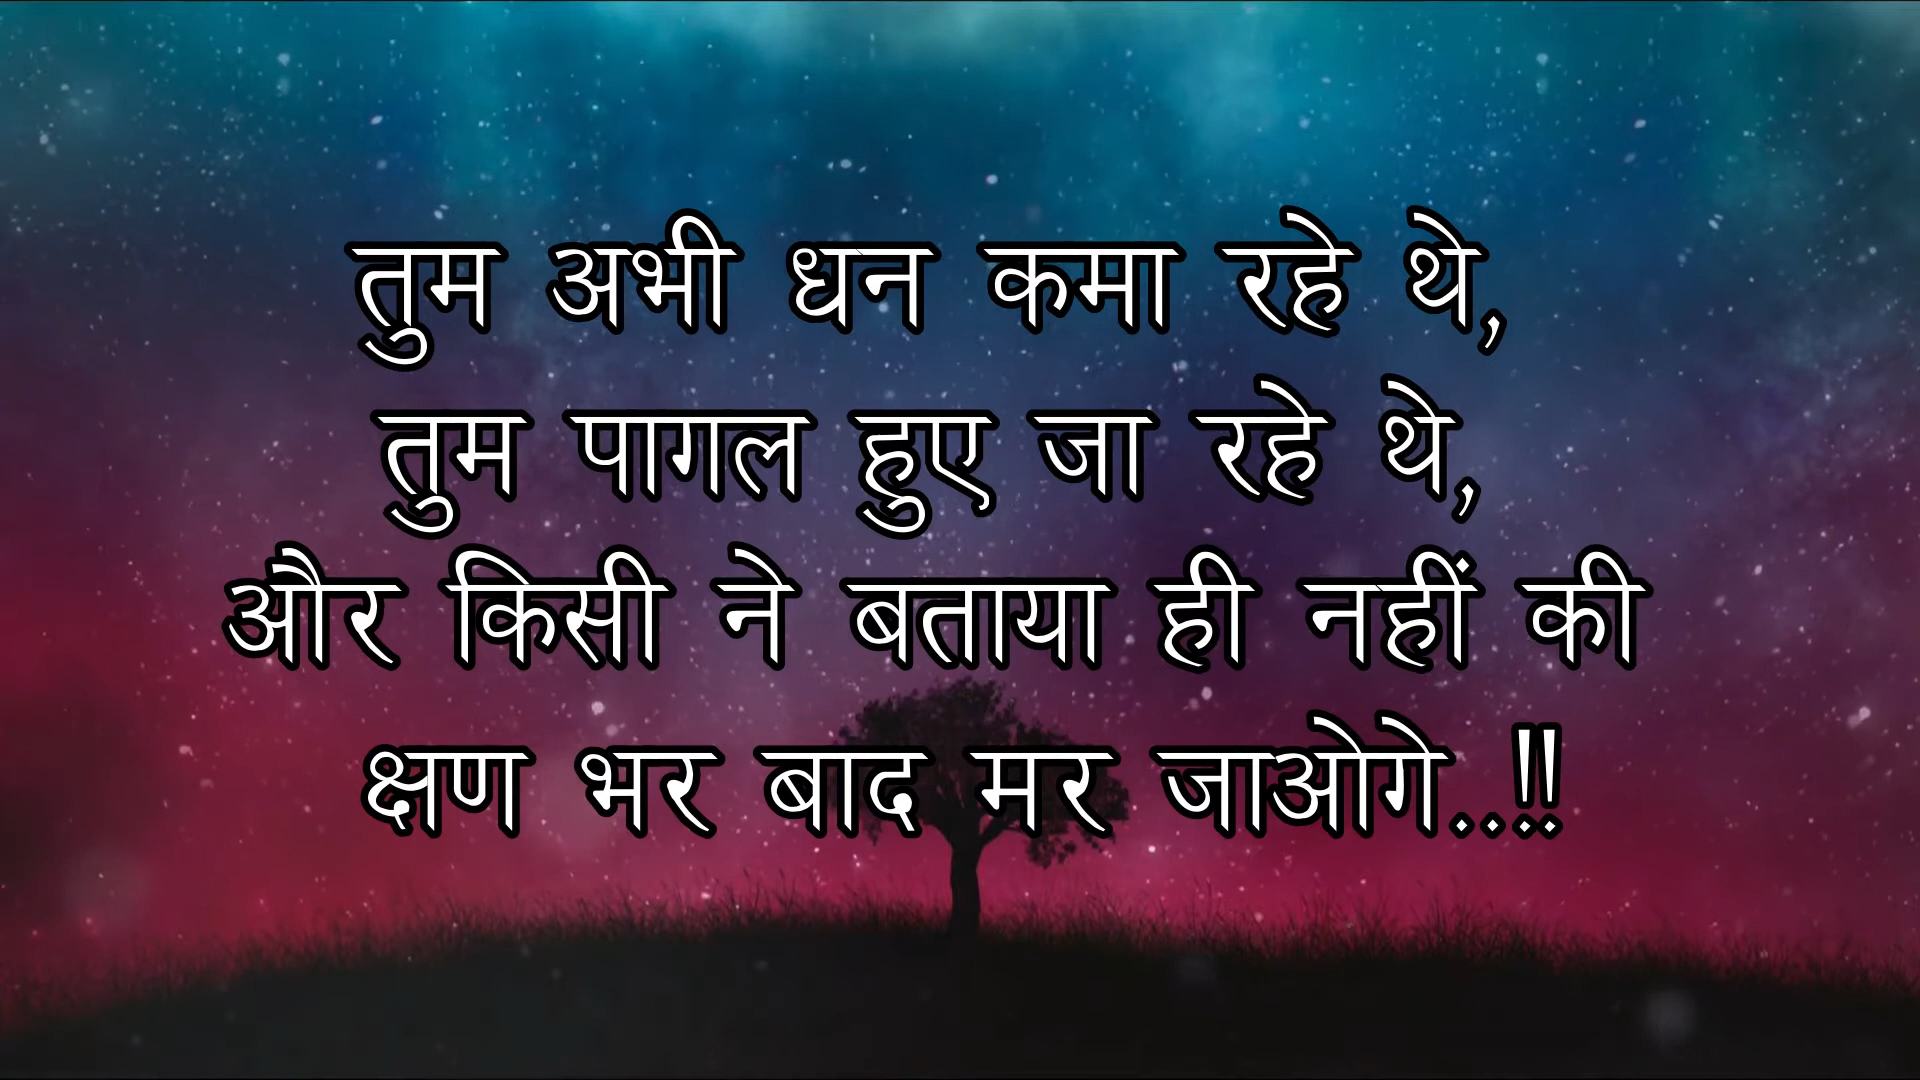 तुम अभी धन कमा रहे थे,
तुम पागल हुए जा रहे थे,
और किसी ने बताया ही नहीं की
क्षण भर बाद मर जाओगे..!!